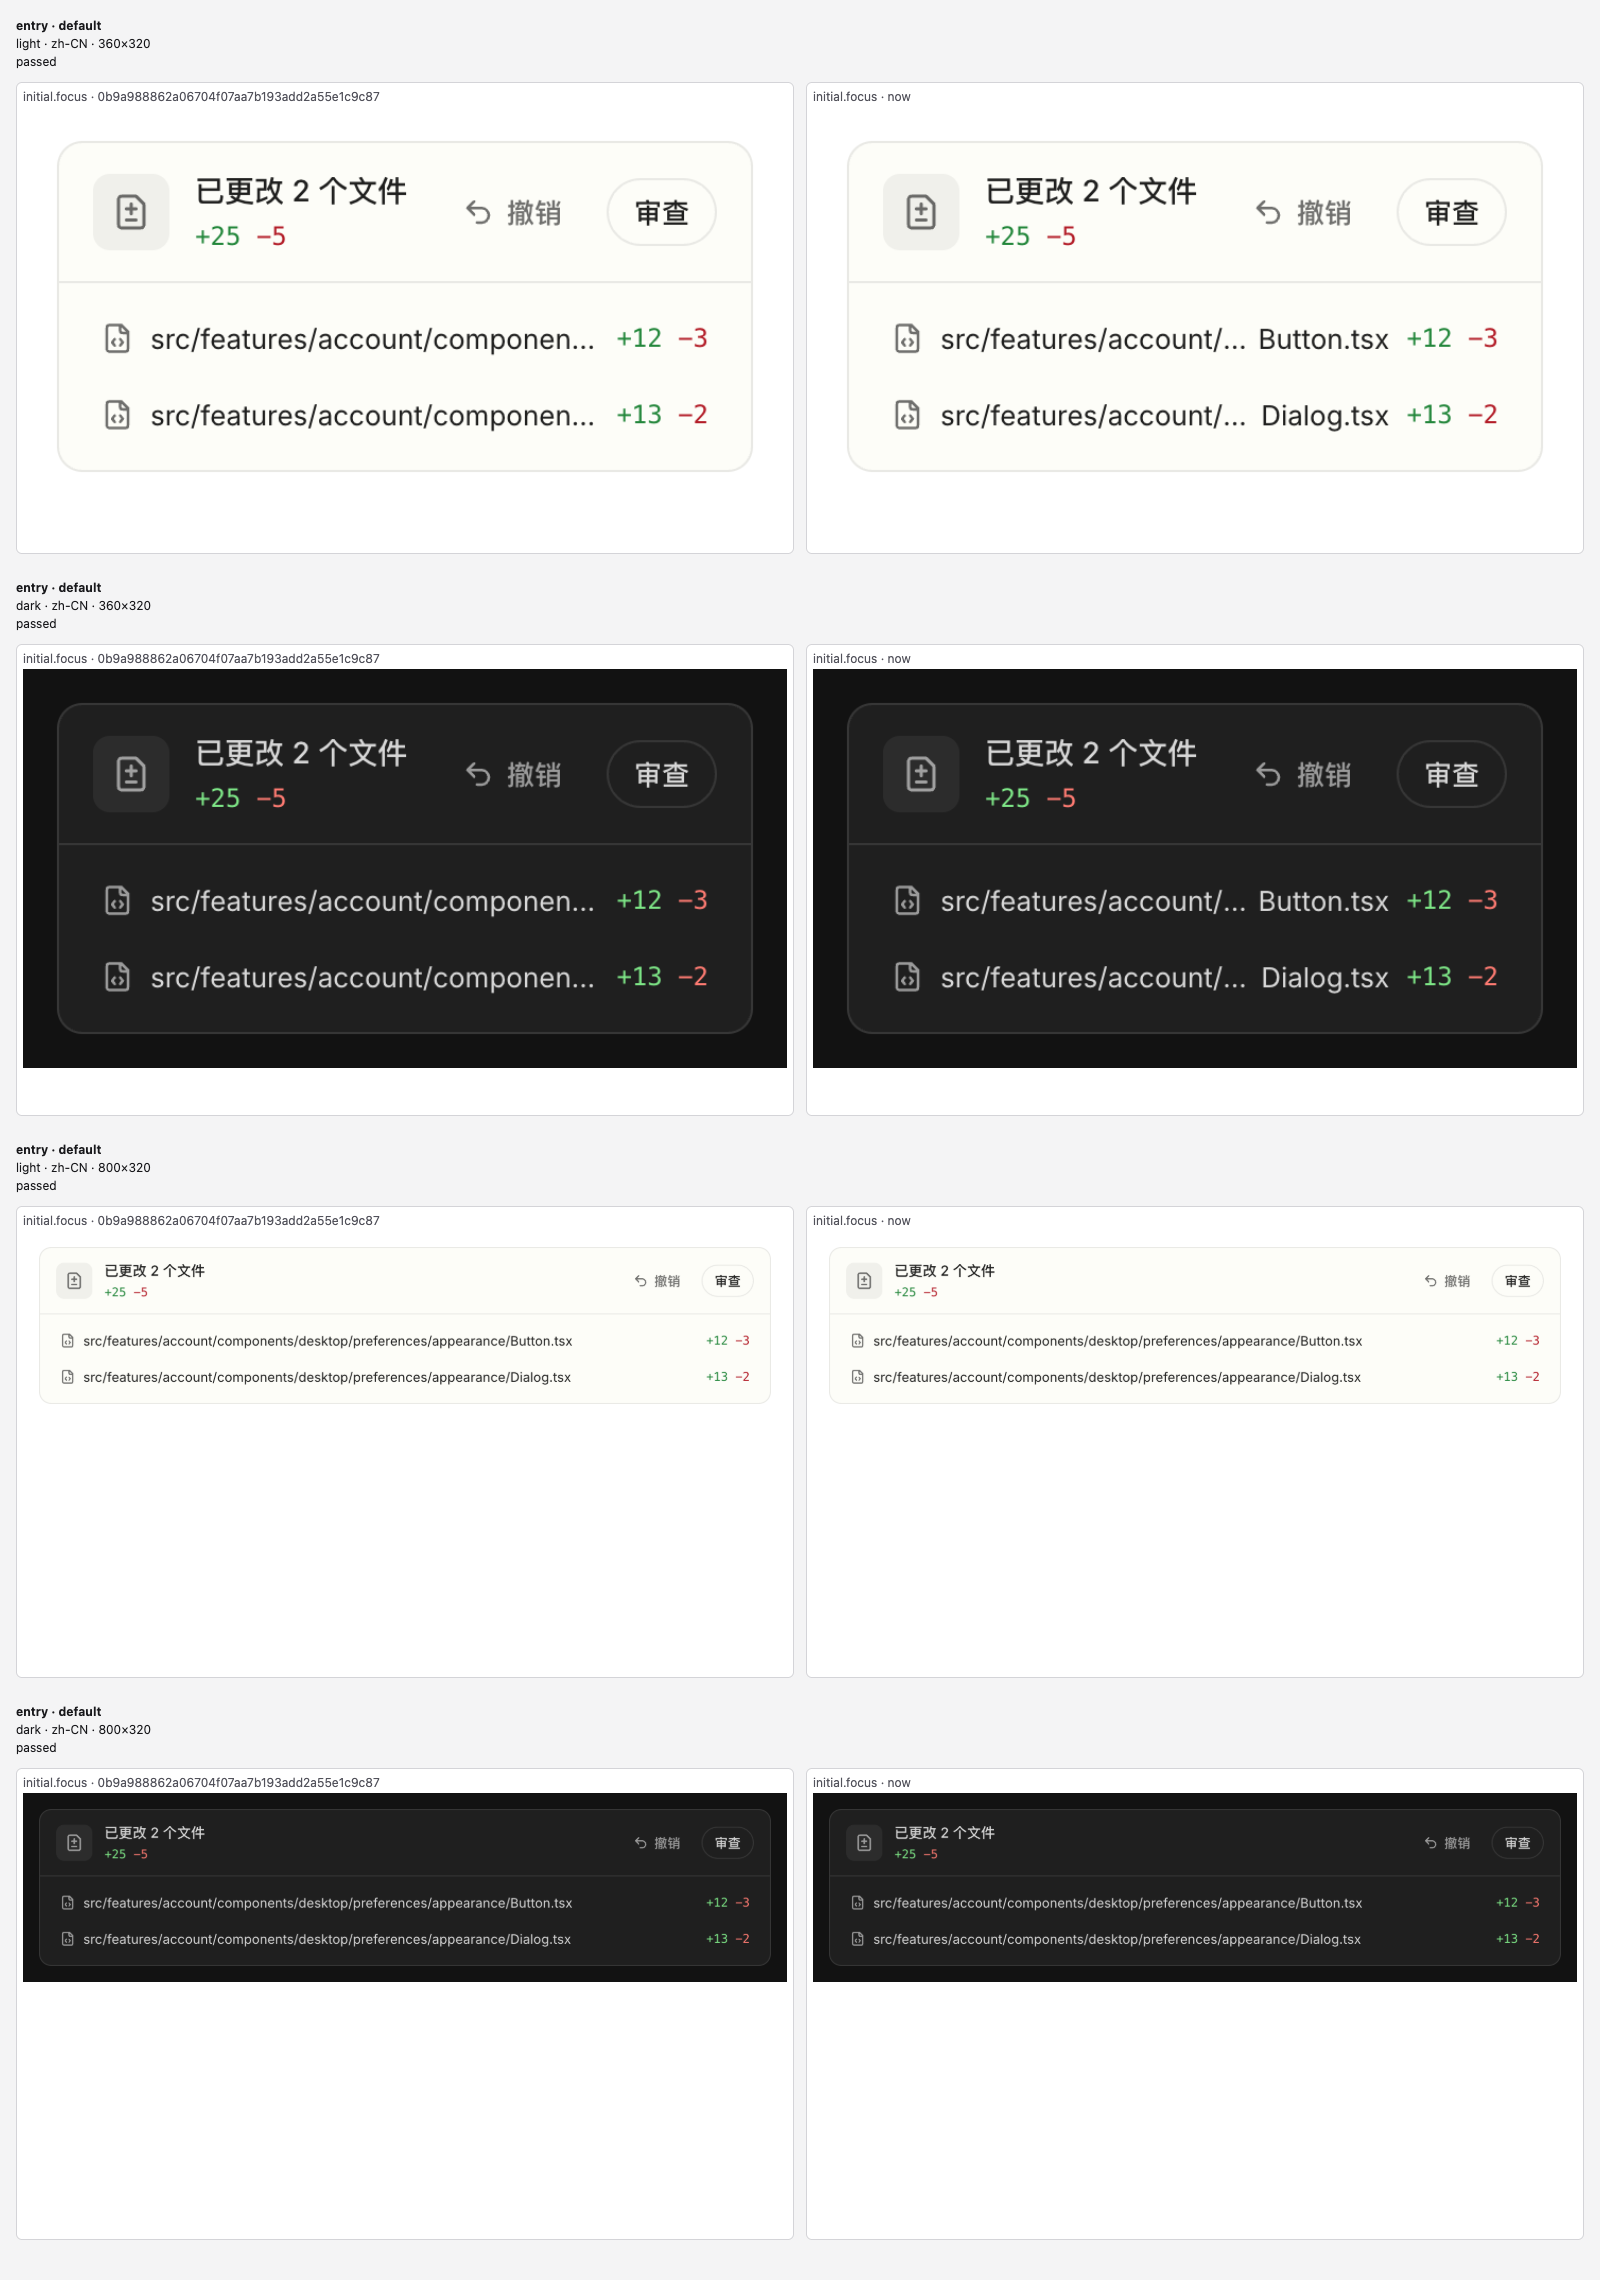 entry · default
light · zh-CN · 360×320
passed
initial.focus · 0b9a988862a06704f07aa7b193add2a55e1c9c87
已更改 2 个文件
+25 −5
撤销
审查
src/features/account/componen... +12 −3
src/features/account/componen... +13 −2
initial.focus · now
已更改 2 个文件
+25 −5
撤销
审查
src/features/account/... Button.tsx +12 −3
src/features/account/... Dialog.tsx +13 −2
entry · default
dark · zh-CN · 360×320
passed
initial.focus · 0b9a988862a06704f07aa7b193add2a55e1c9c87
已更改 2 个文件
+25 −5
撤销
审查
src/features/account/componen... +12 −3
src/features/account/componen... +13 −2
initial.focus · now
已更改 2 个文件
+25 −5
撤销
审查
src/features/account/... Button.tsx +12 −3
src/features/account/... Dialog.tsx +13 −2
entry · default
light · zh-CN · 800×320
passed
initial.focus · 0b9a988862a06704f07aa7b193add2a55e1c9c87
已更改 2 个文件
+25 −5
撤销
审查
src/features/account/components/desktop/preferences/appearance/Button.tsx +12 −3
src/features/account/components/desktop/preferences/appearance/Dialog.tsx +13 −2
initial.focus · now
已更改 2 个文件
+25 −5
撤销
审查
src/features/account/components/desktop/preferences/appearance/Button.tsx +12 −3
src/features/account/components/desktop/preferences/appearance/Dialog.tsx +13 −2
entry · default
dark · zh-CN · 800×320
passed
initial.focus · 0b9a988862a06704f07aa7b193add2a55e1c9c87
已更改 2 个文件
+25 −5
撤销
审查
src/features/account/components/desktop/preferences/appearance/Button.tsx +12 −3
src/features/account/components/desktop/preferences/appearance/Dialog.tsx +13 −2
initial.focus · now
已更改 2 个文件
+25 −5
撤销
审查
src/features/account/components/desktop/preferences/appearance/Button.tsx +12 −3
src/features/account/components/desktop/preferences/appearance/Dialog.tsx +13 −2